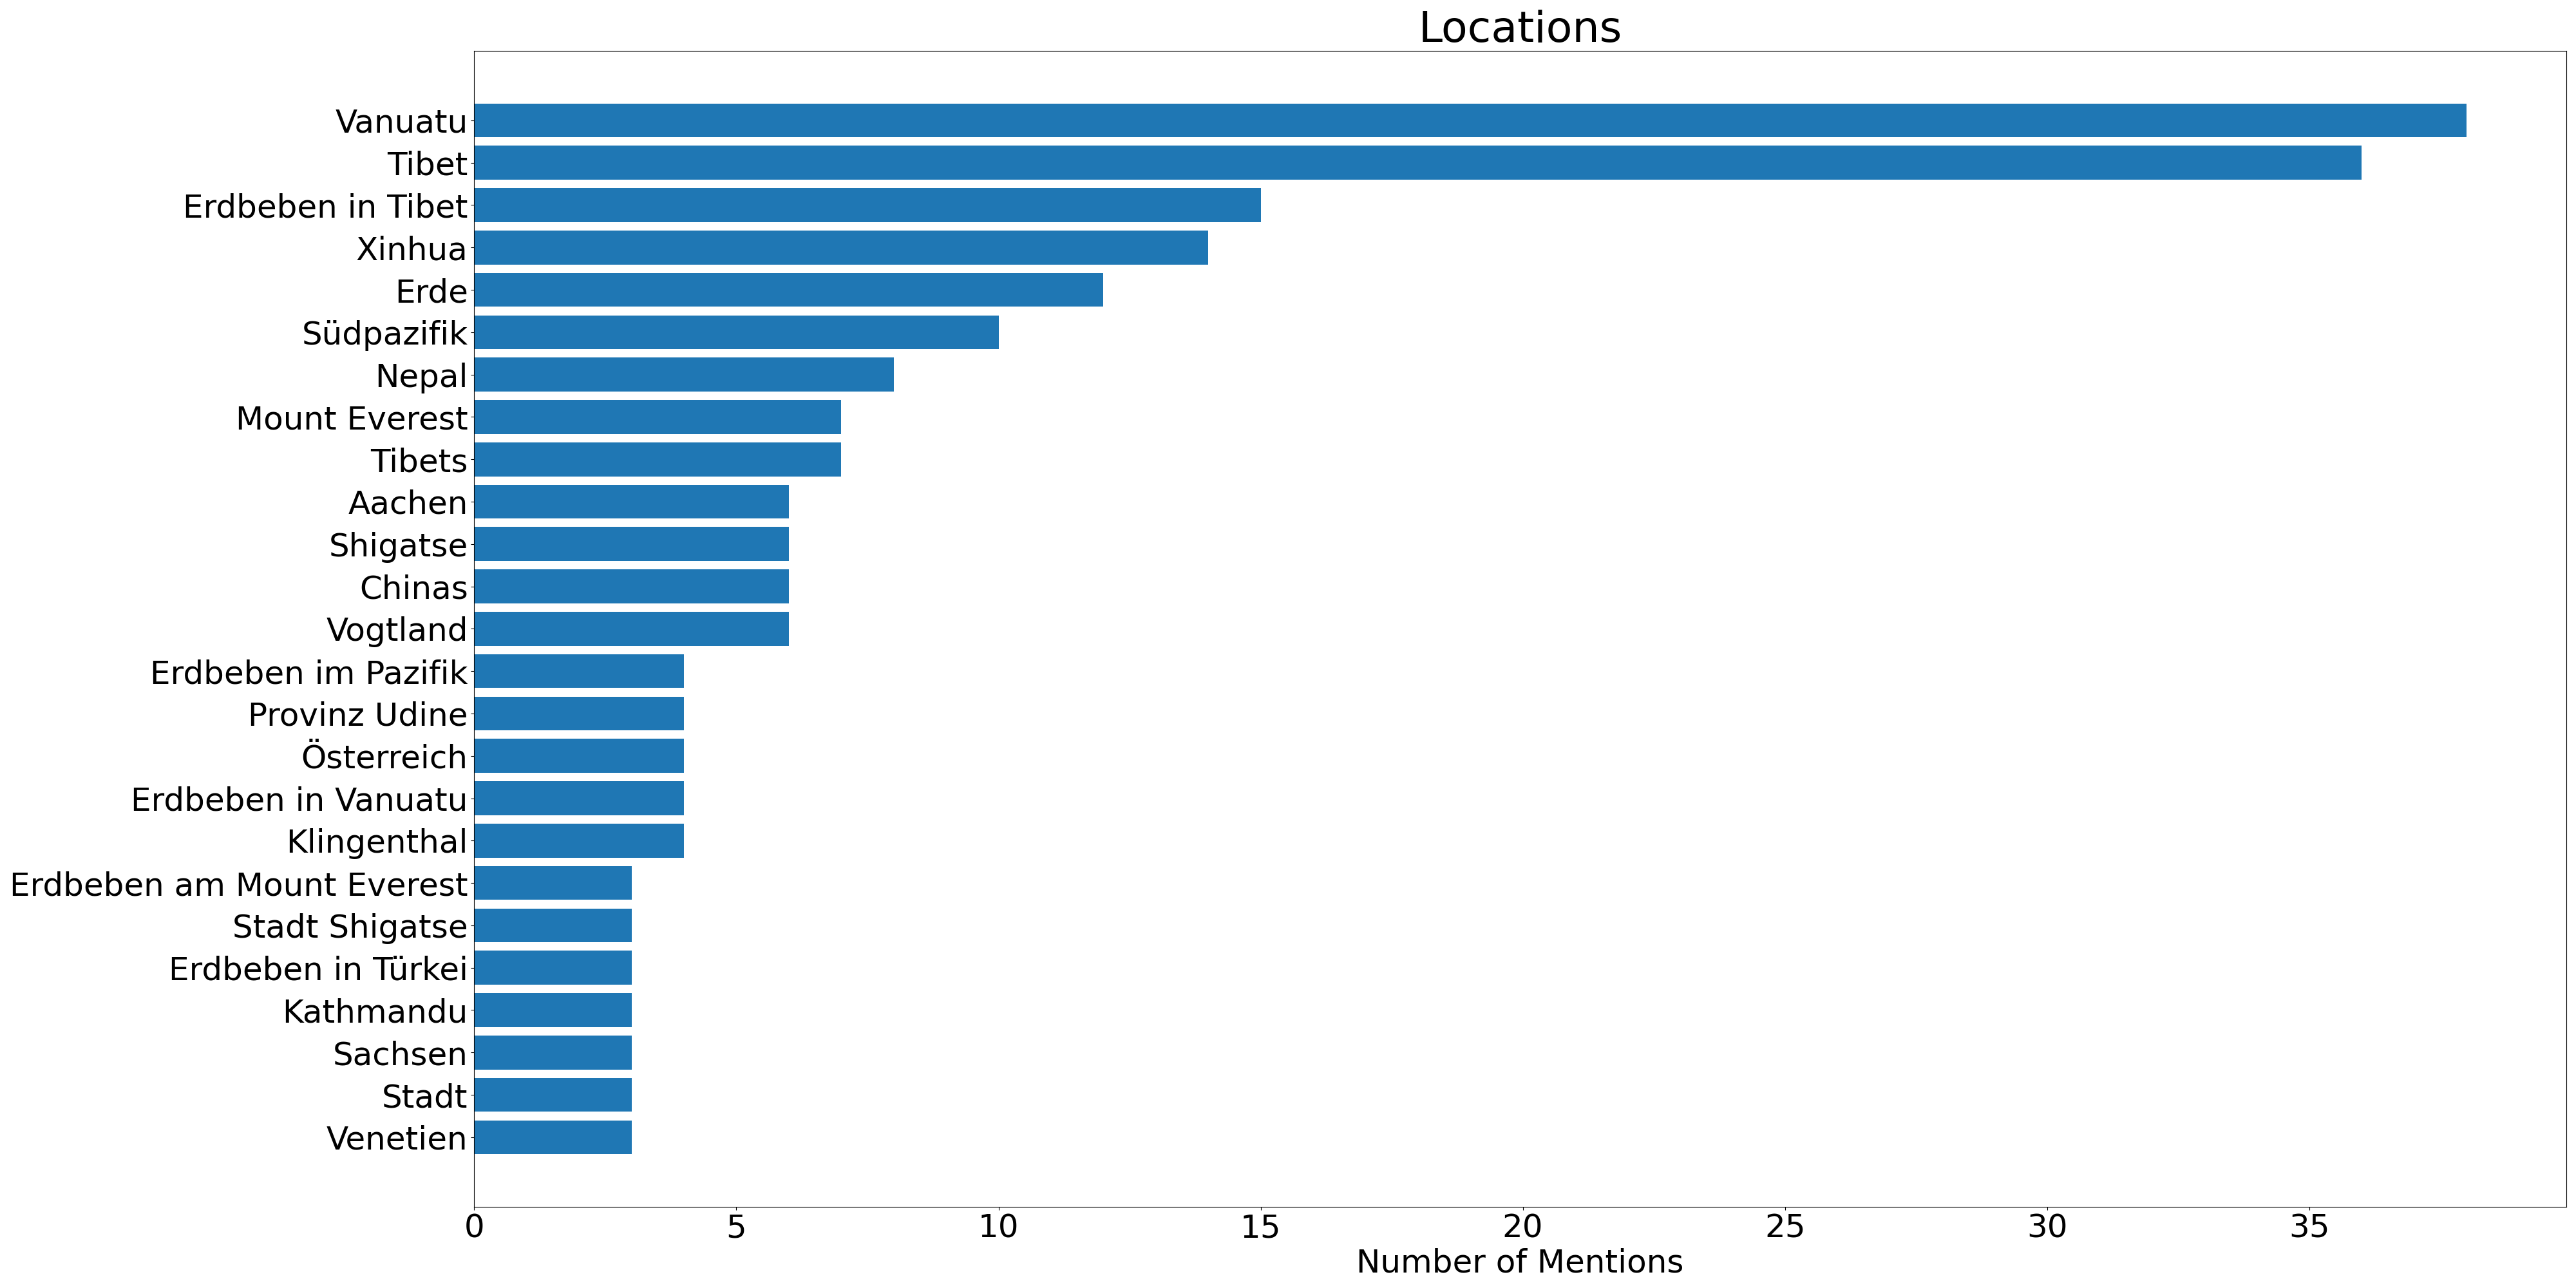 Locations
Vanuatu
Tibet
Erdbeben in Tibet
Xinhua
Erde
Südpazifik
Nepal
Mount Everest
Tibets
Aachen
Shigatse
Chinas
Vogtland
Erdbeben im Pazifik
Provinz Udine
Österreich
Erdbeben in Vanuatu
Klingenthal
Erdbeben am Mount Everest
Stadt Shigatse
Erdbeben in Türkei
Kathmandu
Sachsen
Stadt
Venetien
0 5 10 15 20 25 30 35
Number of Mentions